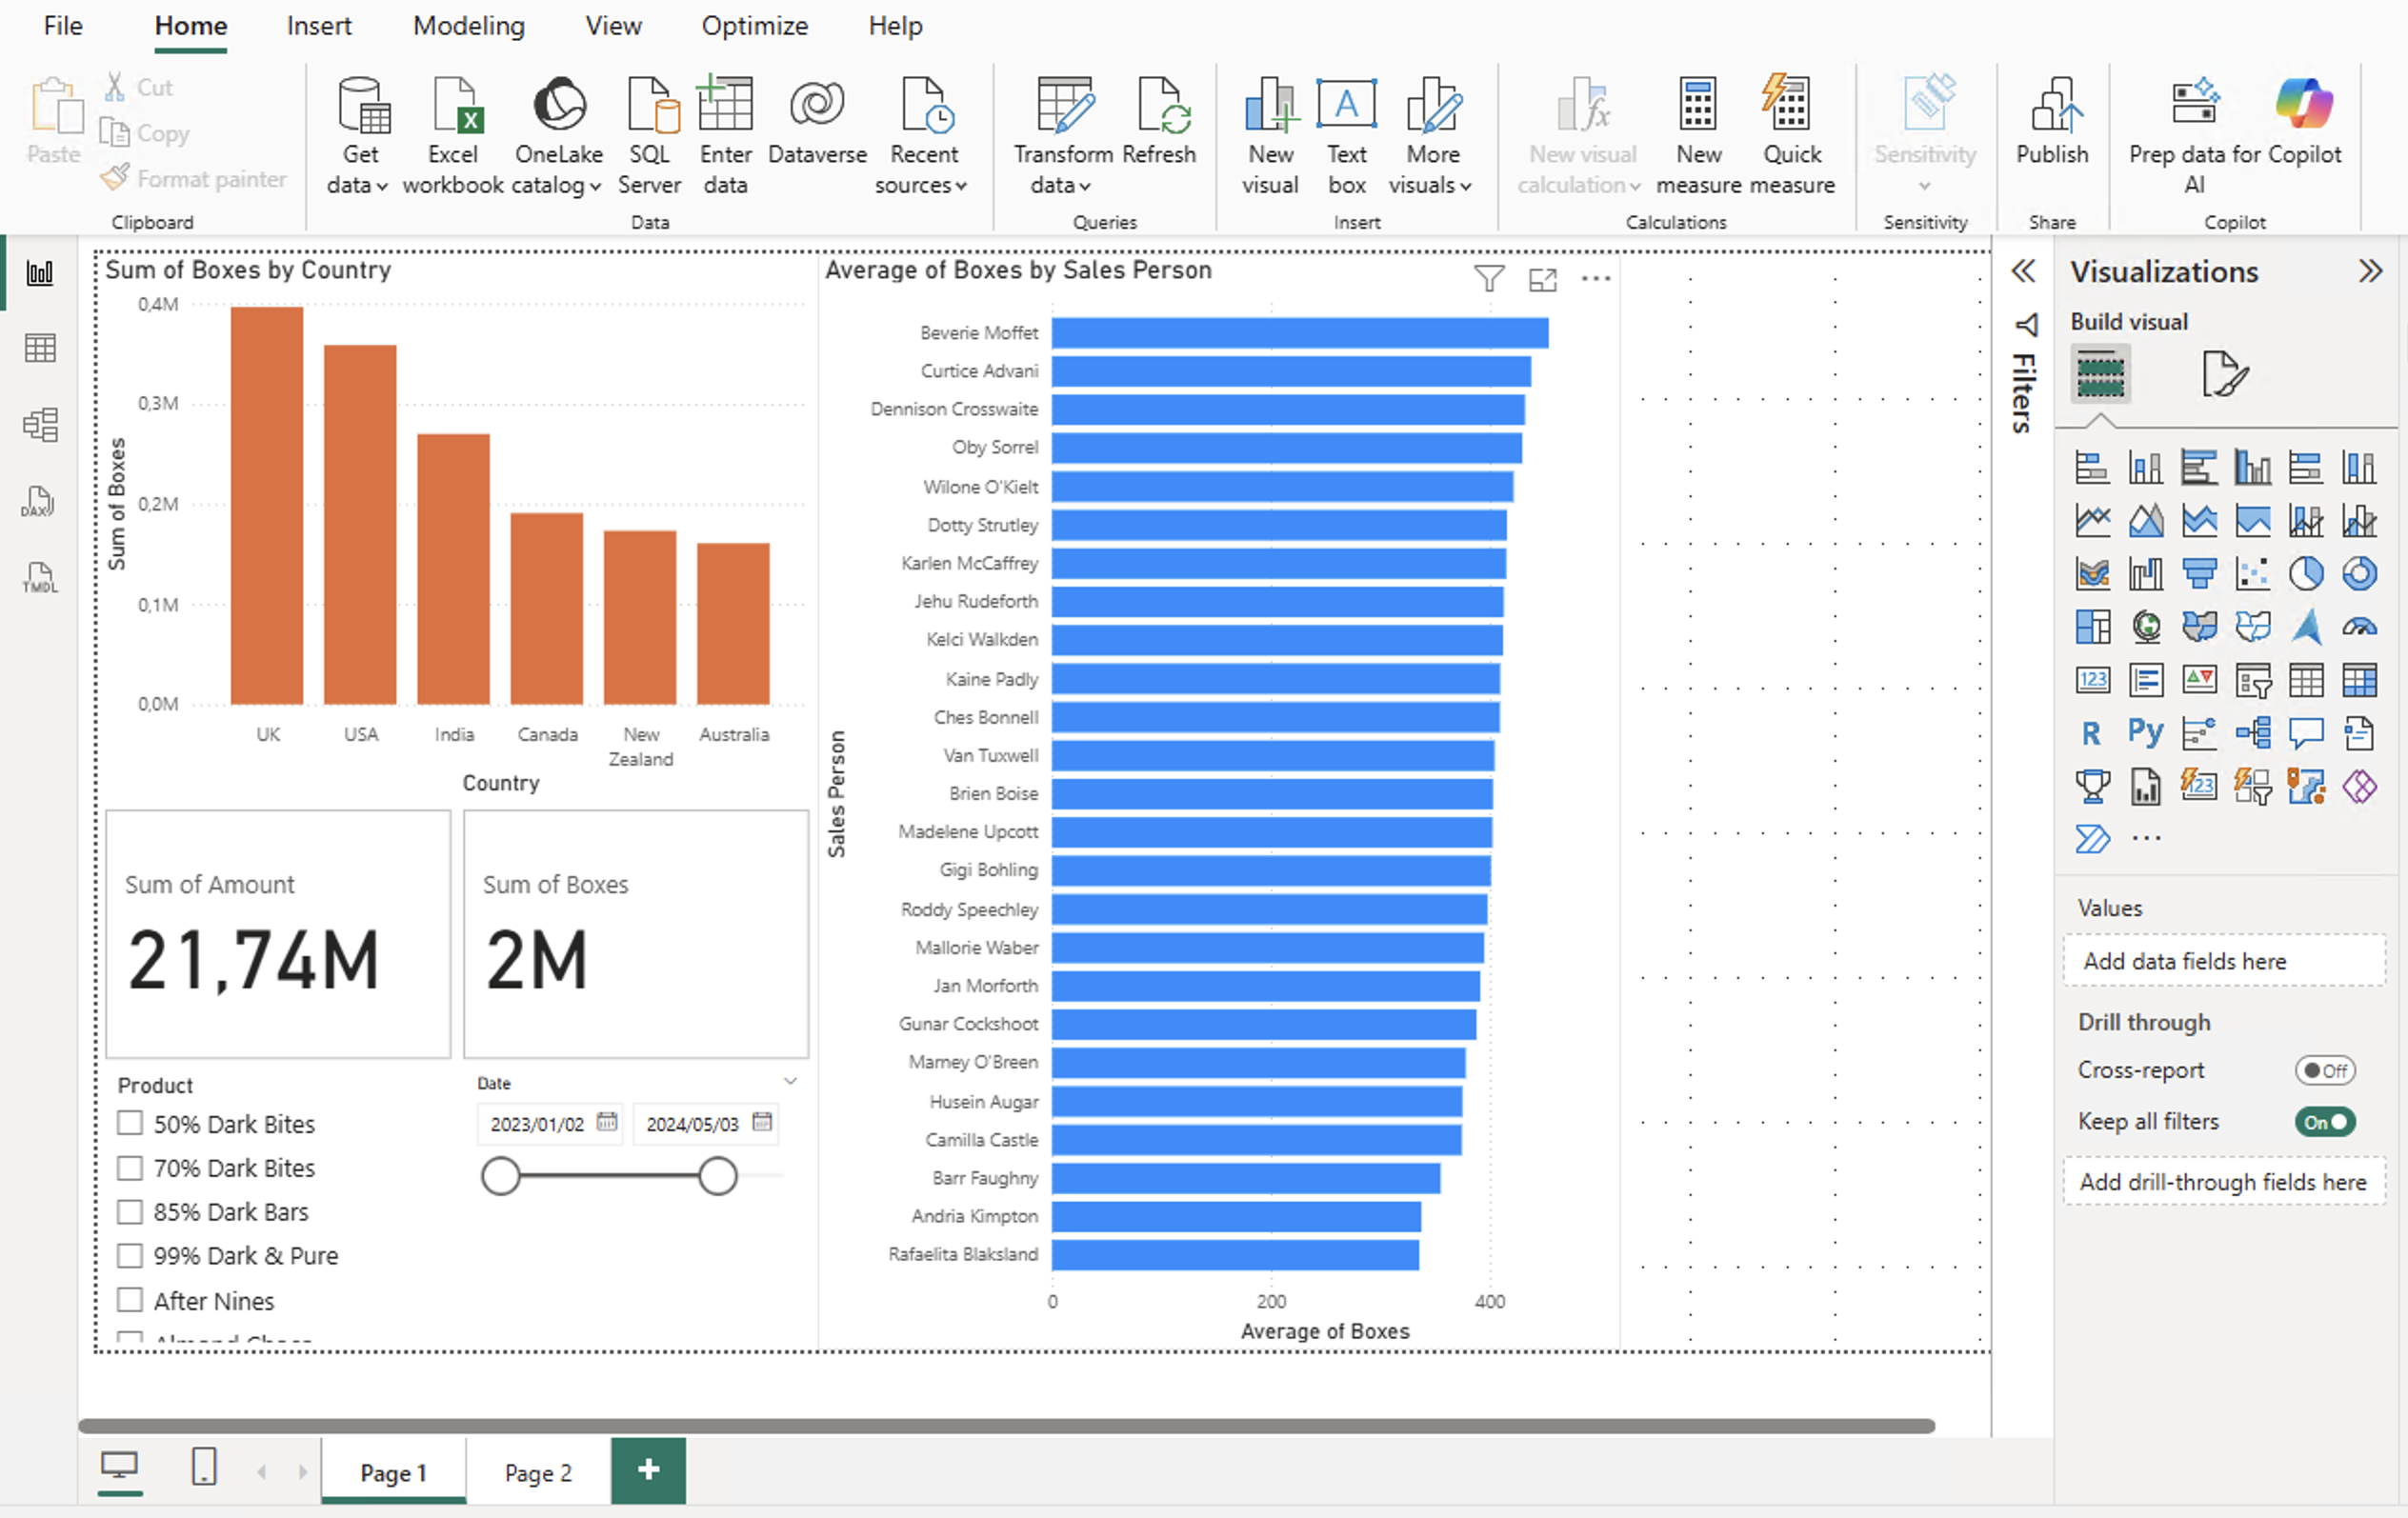 File Home Insert Modeling View Optimize Help
Paste
Cut
Copy
Format painter
Clipboard
Get data
Excel workbook
OneLake catalog
SQL Server
Enter data
Dataverse
Recent sources
Data
Transform data
Refresh
Queries
New visual
Text box
More visuals
Insert
New visual calculation
New measure
Quick measure
Calculations
Sensitivity
Sensitivity
Publish
Share
Prep data for AI
Copilot
Copilot
DAX
TMDL
Sum of Boxes by Country
Sum of Boxes
0,4M
0,3M
0,2M
0,1M
0,0M
UK
USA
India
Canada
New Zealand
Australia
Country
Sum of Amount
21,74M
Sum of Boxes
2M
Product
50% Dark Bites
70% Dark Bites
85% Dark Bars
99% Dark & Pure
After Nines
Date
2023/01/02
2024/05/03
Average of Boxes by Sales Person
Sales Person
Beverie Moffet
Curtice Advani
Dennison Crosswaite
Oby Sorrel
Wilone O'Kielt
Dotty Strutley
Karlen McCaffrey
Jehu Rudeforth
Kelci Walkden
Kaine Padly
Ches Bonnell
Van Tuxwell
Brien Boise
Madelene Upcott
Gigi Bohling
Roddy Speechley
Mallorie Waber
Jan Morforth
Gunar Cockshoot
Marney O'Breen
Husein Augar
Camilla Castle
Barr Faughny
Andria Kimpton
Rafaelita Blaksland
0 200 400
Average of Boxes
Filters
Visualizations
Build visual
123
R
Py
123
Values
Add data fields here
Drill through
Cross-report
Off
Keep all filters
On
Add drill-through fields here
Page 1
Page 2